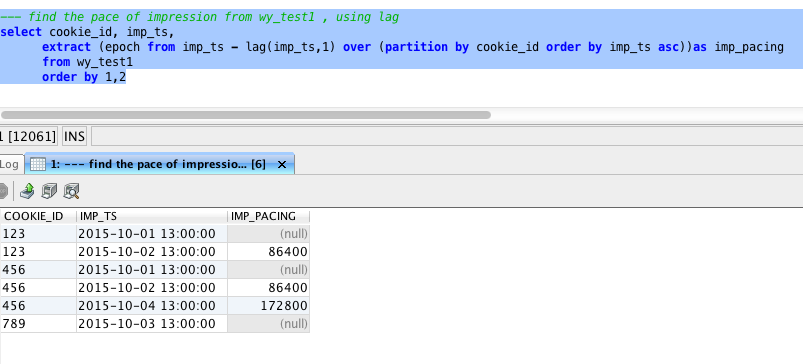 --- find the pace of impression from wy_test1 , using lag
select cookie_id, imp_ts,
extract (epoch from imp_ts - lag(imp_ts,1) over (partition by cookie_id order by imp_ts asc))as imp_pacing
from wy_test1
order by 1,2
1 [12061] INS
Log 1: --- find the pace of impressio... [6] ×
COOKIE_ID IMP_TS IMP_PACING
123 2015-10-01 13:00:00 (null)
123 2015-10-02 13:00:00 86400
456 2015-10-01 13:00:00 (null)
456 2015-10-02 13:00:00 86400
456 2015-10-04 13:00:00 172800
789 2015-10-03 13:00:00 (null)